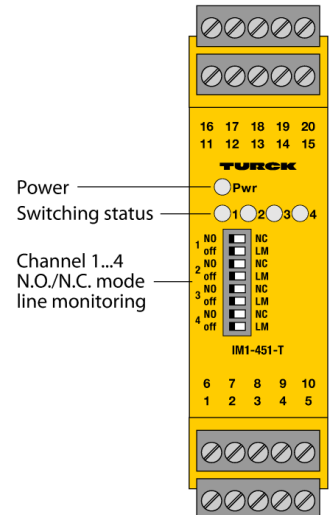 16 17 18 19 20
11 12 13 14 15
TURCK
Power
Pwr
Switching status
1 2 3 4
Channel 1...4
N.O./N.C. mode
line monitoring
1 NO NC
off LM
2 NO NC
off LM
3 NO NC
off LM
4 NO NC
off LM
IM1-451-T
6 7 8 9 10
1 2 3 4 5